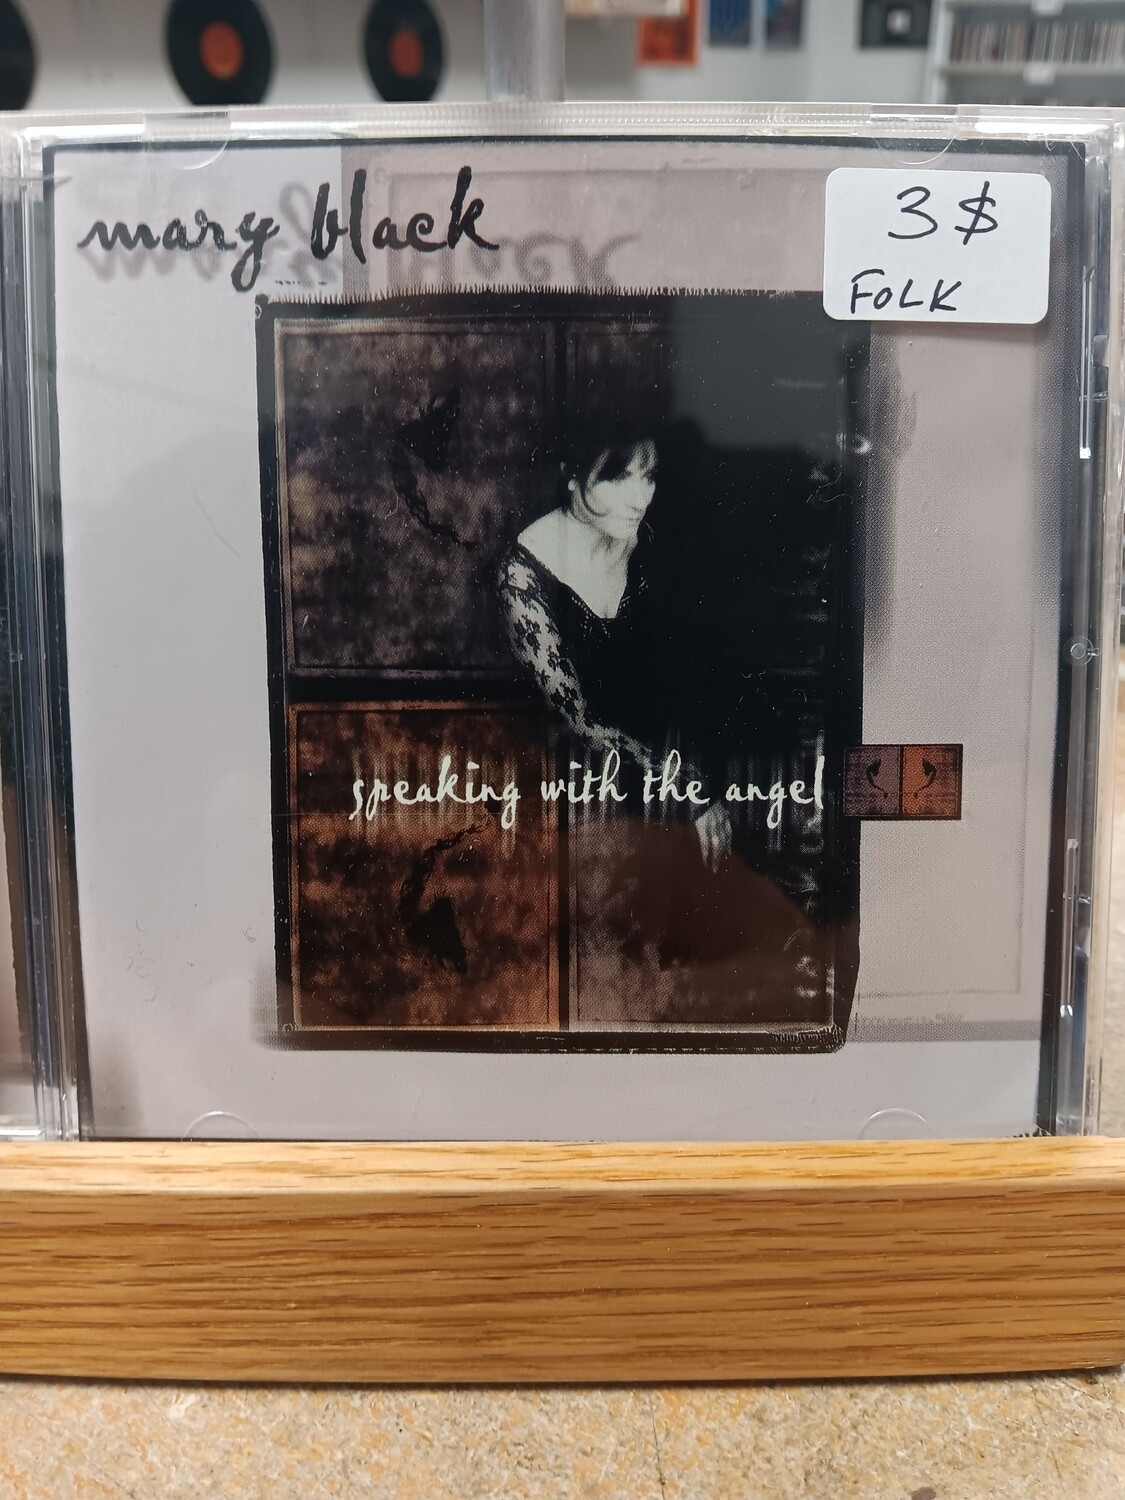 mary black
3 $
FOLK
speaking with the angel